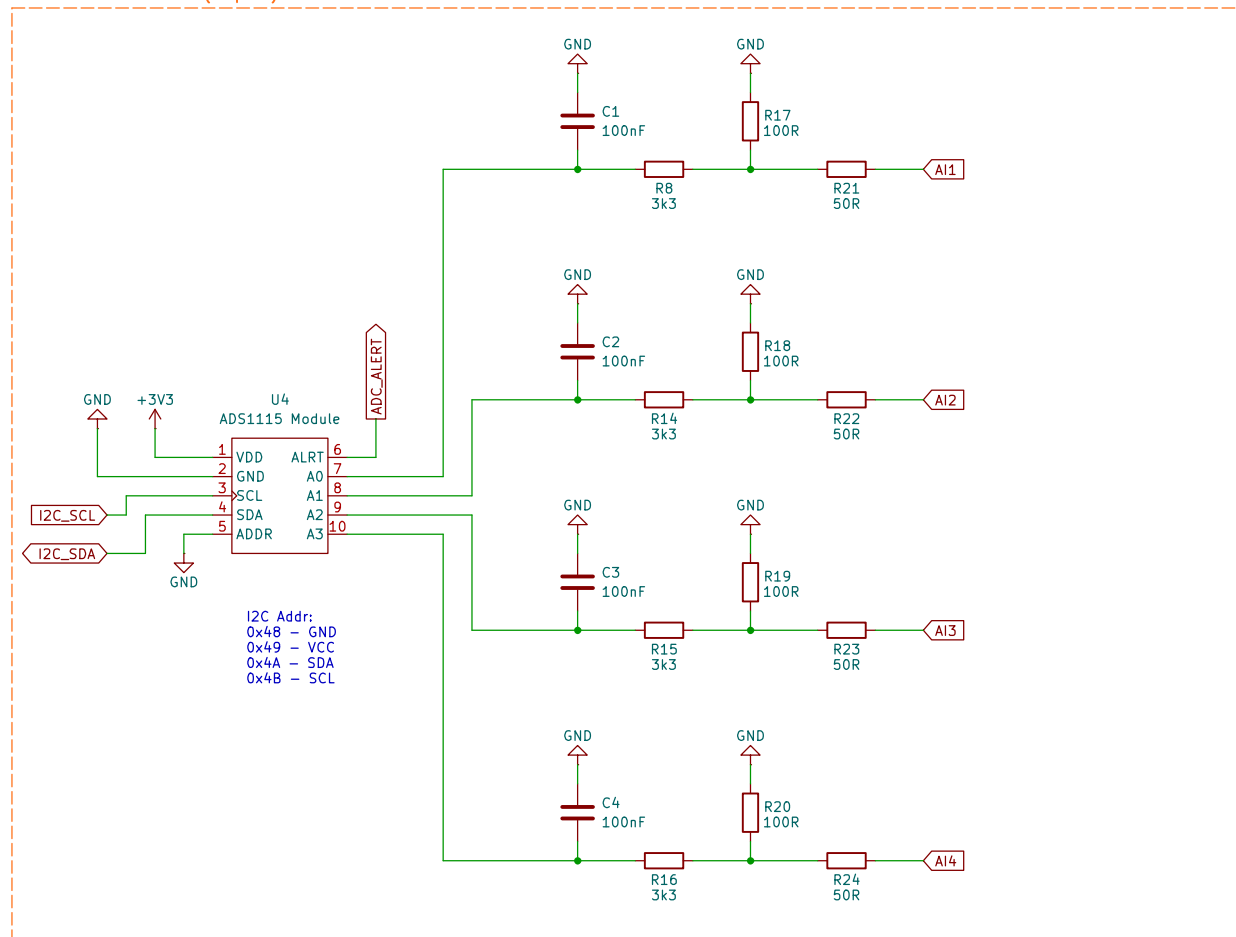 GND
GND
C1
100nF
R17
100R
R8
3k3
R21
50R
AI1
GND
GND
C2
100nF
R18
100R
R14
3k3
R22
50R
AI2
ADC_ALERT
GND
+3V3
U4
ADS1115 Module
1 VDD
2 GND
3 SCL
4 SDA
5 ADDR
ALRT 6
A0 7
A1 8
A2 9
A3 10
I2C_SCL
I2C_SDA
GND
I2C Addr:
0x48 – GND
0x49 – VCC
0x4A – SDA
0x4B – SCL
GND
GND
C3
100nF
R19
100R
R15
3k3
R23
50R
AI3
GND
GND
C4
100nF
R20
100R
R16
3k3
R24
50R
AI4